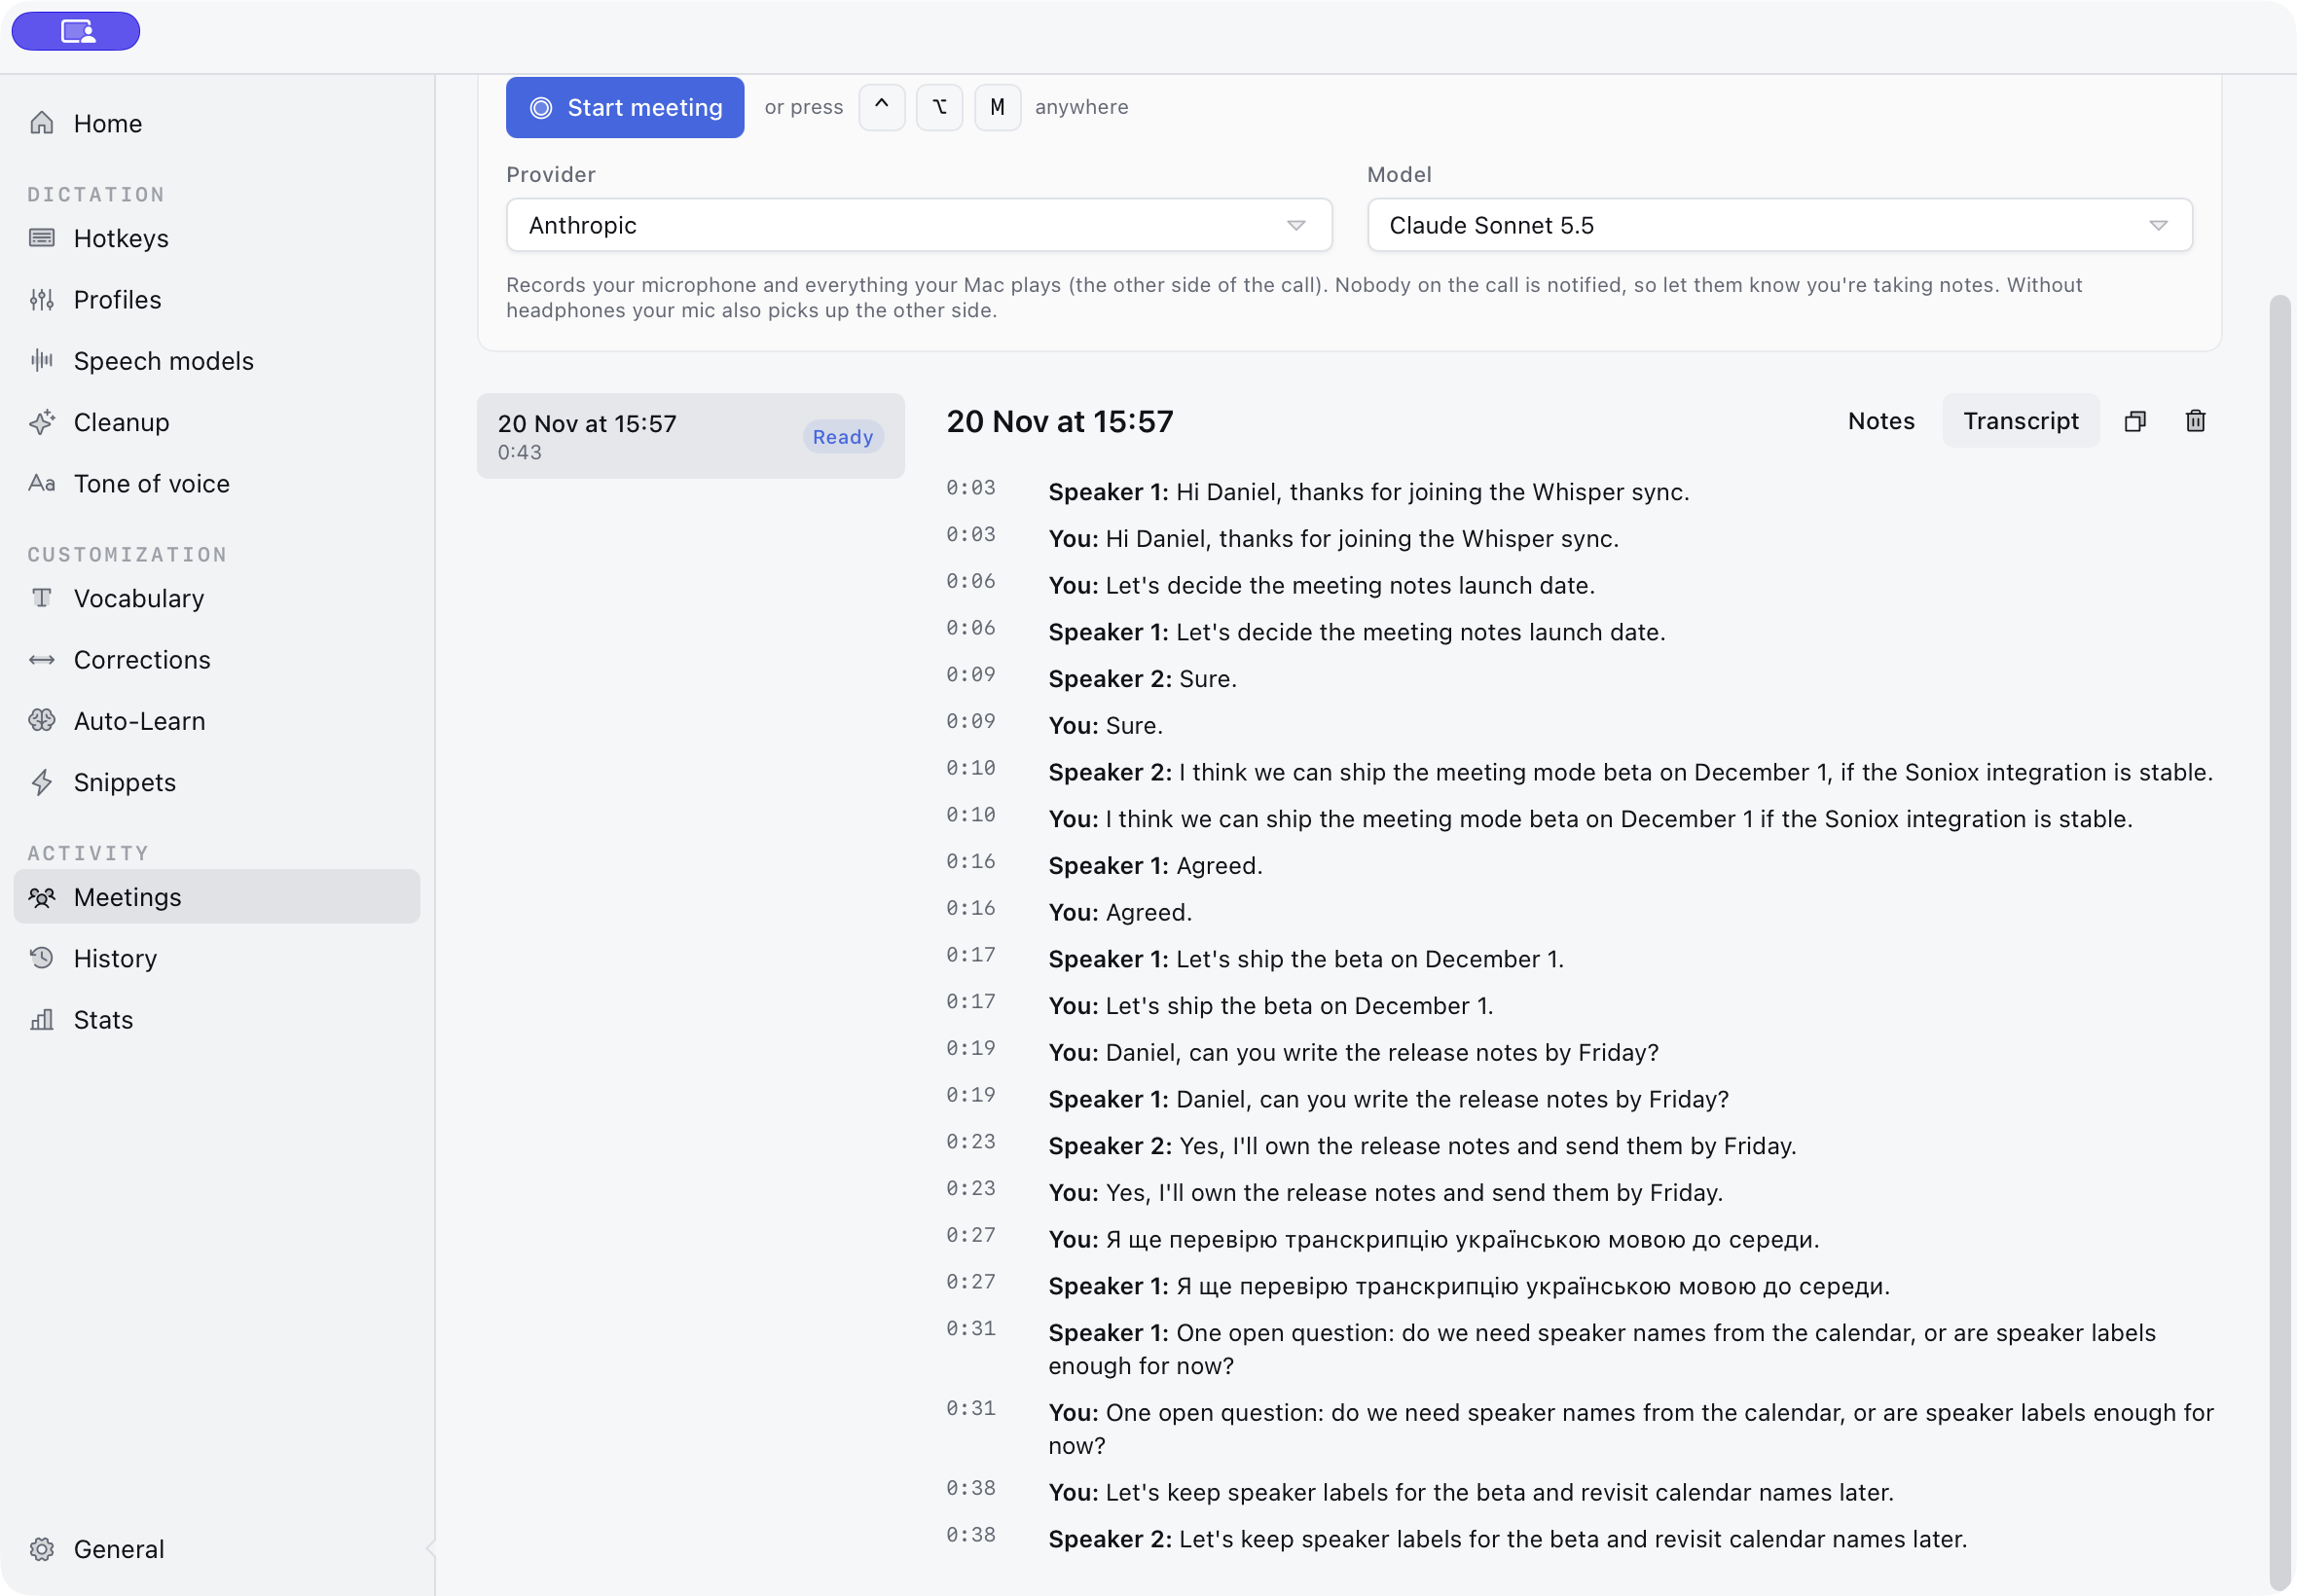 Home
DICTATION
Hotkeys
Profiles
Speech models
Cleanup
Aa Tone of voice
CUSTOMIZATION
Vocabulary
Corrections
Auto-Learn
Snippets
ACTIVITY
Meetings
History
Stats
General
Start meeting or press ^ ⌥ M anywhere
Provider
Anthropic
Model
Claude Sonnet 5.5
Records your microphone and everything your Mac plays (the other side of the call). Nobody on the call is notified, so let them know you're taking notes. Without
headphones your mic also picks up the other side.
20 Nov at 15:57
0:43
Ready
20 Nov at 15:57
Notes
Transcript
0:03 Speaker 1: Hi Daniel, thanks for joining the Whisper sync.
0:03 You: Hi Daniel, thanks for joining the Whisper sync.
0:06 You: Let's decide the meeting notes launch date.
0:06 Speaker 1: Let's decide the meeting notes launch date.
0:09 Speaker 2: Sure.
0:09 You: Sure.
0:10 Speaker 2: I think we can ship the meeting mode beta on December 1, if the Soniox integration is stable.
0:10 You: I think we can ship the meeting mode beta on December 1 if the Soniox integration is stable.
0:16 Speaker 1: Agreed.
0:16 You: Agreed.
0:17 Speaker 1: Let's ship the beta on December 1.
0:17 You: Let's ship the beta on December 1.
0:19 You: Daniel, can you write the release notes by Friday?
0:19 Speaker 1: Daniel, can you write the release notes by Friday?
0:23 Speaker 2: Yes, I'll own the release notes and send them by Friday.
0:23 You: Yes, I'll own the release notes and send them by Friday.
0:27 You: Я ще перевірю транскрипцію українською мовою до середи.
0:27 Speaker 1: Я ще перевірю транскрипцію українською мовою до середи.
0:31 Speaker 1: One open question: do we need speaker names from the calendar, or are speaker labels
enough for now?
0:31 You: One open question: do we need speaker names from the calendar, or are speaker labels enough for
now?
0:38 You: Let's keep speaker labels for the beta and revisit calendar names later.
0:38 Speaker 2: Let's keep speaker labels for the beta and revisit calendar names later.